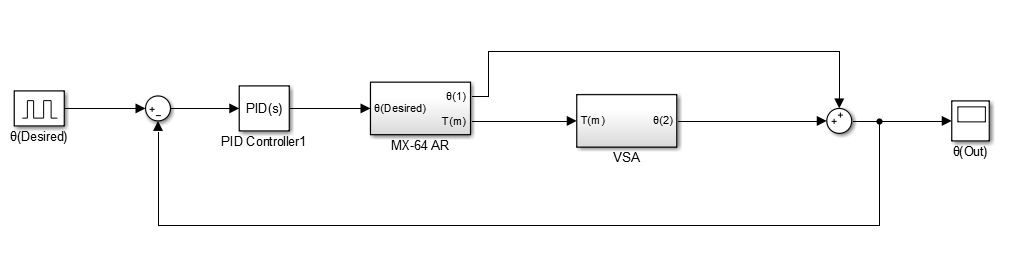 θ(Desired)
+
−
PID(s)
PID Controller1
θ(Desired)
θ(1)
T(m)
MX-64 AR
T(m)
θ(2)
VSA
+
+
θ(Out)